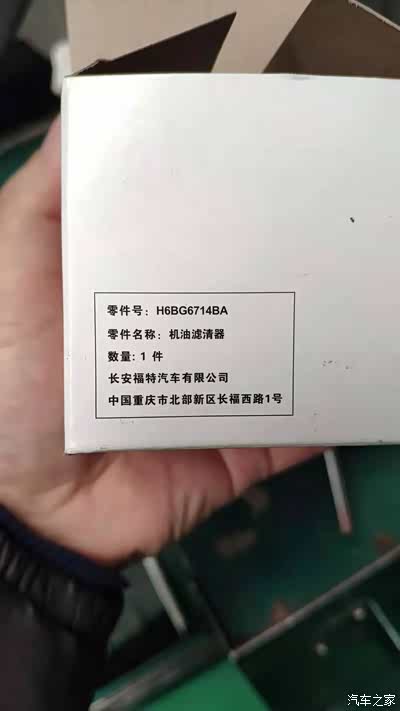 零件号：H6BG6714BA
零件名称：机油滤清器
数量: 1 件
长安福特汽车有限公司
中国重庆市北部新区长福西路1号
汽车之家